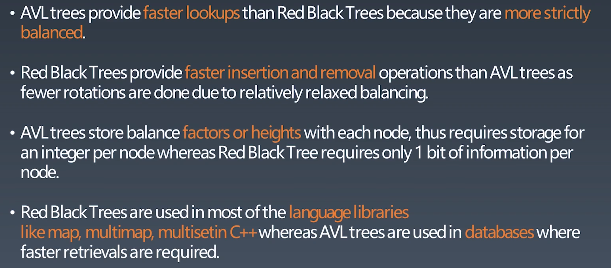 • AVL trees provide faster lookups than Red Black Trees because they are more strictly
balanced.
• Red Black Trees provide faster insertion and removal operations than AVL trees as
fewer rotations are done due to relatively relaxed balancing.
• AVL trees store balance factors or heights with each node, thus requires storage for
an integer per node whereas Red Black Tree requires only 1 bit of information per
node.
• Red Black Trees are used in most of the language libraries
like map, multimap, multisetin C++ whereas AVL trees are used in databases where
faster retrievals are required.